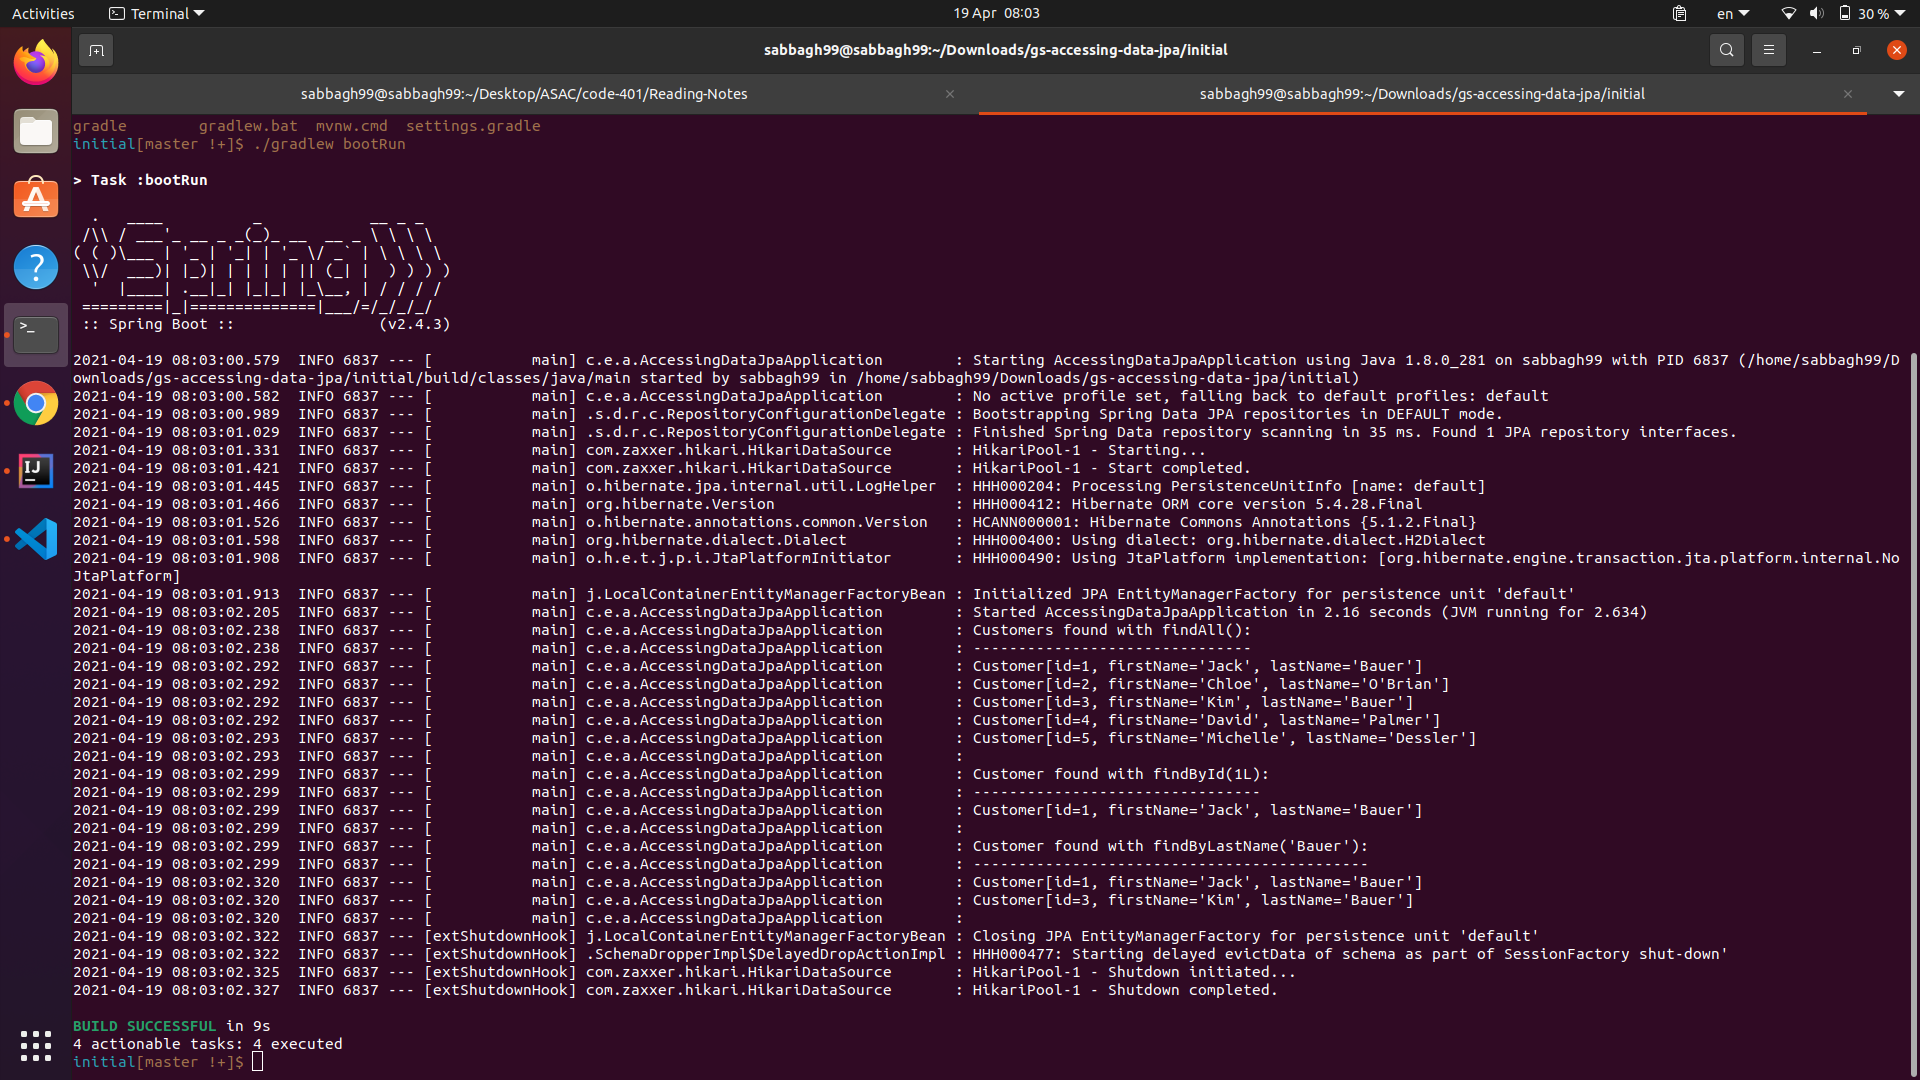 Activities Terminal 19 Apr 08:03 en 30 %
sabbagh99@sabbagh99:~/Downloads/gs-accessing-data-jpa/initial
sabbagh99@sabbagh99:~/Desktop/ASAC/code-401/Reading-Notes sabbagh99@sabbagh99:~/Downloads/gs-accessing-data-jpa/initial
gradle        gradlew.bat  mvnw.cmd  settings.gradle
initial[master !+]$ ./gradlew bootRun
> Task :bootRun
  .   ____          _            __ _ _
 /\\ / ___'_ __ _ _(_)_ __  __ _ \ \ \ \
( ( )\___ | '_ | '_| | '_ \/ _` | \ \ \ \
 \\/  ___)| |_)| | | | | || (_| |  ) ) ) )
  '  |____| .__|_| |_|_| |_\__, | / / / /
 =========|_|==============|___/=/_/_/_/
 :: Spring Boot ::                (v2.4.3)
2021-04-19 08:03:00.579  INFO 6837 --- [           main] c.e.a.AccessingDataJpaApplication        : Starting AccessingDataJpaApplication using Java 1.8.0_281 on sabbagh99 with PID 6837 (/home/sabbagh99/D
ownloads/gs-accessing-data-jpa/initial/build/classes/java/main started by sabbagh99 in /home/sabbagh99/Downloads/gs-accessing-data-jpa/initial)
2021-04-19 08:03:00.582  INFO 6837 --- [           main] c.e.a.AccessingDataJpaApplication        : No active profile set, falling back to default profiles: default
2021-04-19 08:03:00.989  INFO 6837 --- [           main] .s.d.r.c.RepositoryConfigurationDelegate : Bootstrapping Spring Data JPA repositories in DEFAULT mode.
2021-04-19 08:03:01.029  INFO 6837 --- [           main] .s.d.r.c.RepositoryConfigurationDelegate : Finished Spring Data repository scanning in 35 ms. Found 1 JPA repository interfaces.
2021-04-19 08:03:01.331  INFO 6837 --- [           main] com.zaxxer.hikari.HikariDataSource       : HikariPool-1 - Starting...
2021-04-19 08:03:01.421  INFO 6837 --- [           main] com.zaxxer.hikari.HikariDataSource       : HikariPool-1 - Start completed.
2021-04-19 08:03:01.445  INFO 6837 --- [           main] o.hibernate.jpa.internal.util.LogHelper  : HHH000204: Processing PersistenceUnitInfo [name: default]
2021-04-19 08:03:01.466  INFO 6837 --- [           main] org.hibernate.Version                    : HHH000412: Hibernate ORM core version 5.4.28.Final
2021-04-19 08:03:01.526  INFO 6837 --- [           main] o.hibernate.annotations.common.Version   : HCANN000001: Hibernate Commons Annotations {5.1.2.Final}
2021-04-19 08:03:01.598  INFO 6837 --- [           main] org.hibernate.dialect.Dialect            : HHH000400: Using dialect: org.hibernate.dialect.H2Dialect
2021-04-19 08:03:01.908  INFO 6837 --- [           main] o.h.e.t.j.p.i.JtaPlatformInitiator       : HHH000490: Using JtaPlatform implementation: [org.hibernate.engine.transaction.jta.platform.internal.No
JtaPlatform]
2021-04-19 08:03:01.913  INFO 6837 --- [           main] j.LocalContainerEntityManagerFactoryBean : Initialized JPA EntityManagerFactory for persistence unit 'default'
2021-04-19 08:03:02.205  INFO 6837 --- [           main] c.e.a.AccessingDataJpaApplication        : Started AccessingDataJpaApplication in 2.16 seconds (JVM running for 2.634)
2021-04-19 08:03:02.238  INFO 6837 --- [           main] c.e.a.AccessingDataJpaApplication        : Customers found with findAll():
2021-04-19 08:03:02.238  INFO 6837 --- [           main] c.e.a.AccessingDataJpaApplication        : -------------------------------
2021-04-19 08:03:02.292  INFO 6837 --- [           main] c.e.a.AccessingDataJpaApplication        : Customer[id=1, firstName='Jack', lastName='Bauer']
2021-04-19 08:03:02.292  INFO 6837 --- [           main] c.e.a.AccessingDataJpaApplication        : Customer[id=2, firstName='Chloe', lastName='O'Brian']
2021-04-19 08:03:02.292  INFO 6837 --- [           main] c.e.a.AccessingDataJpaApplication        : Customer[id=3, firstName='Kim', lastName='Bauer']
2021-04-19 08:03:02.292  INFO 6837 --- [           main] c.e.a.AccessingDataJpaApplication        : Customer[id=4, firstName='David', lastName='Palmer']
2021-04-19 08:03:02.293  INFO 6837 --- [           main] c.e.a.AccessingDataJpaApplication        : Customer[id=5, firstName='Michelle', lastName='Dessler']
2021-04-19 08:03:02.293  INFO 6837 --- [           main] c.e.a.AccessingDataJpaApplication        :
2021-04-19 08:03:02.299  INFO 6837 --- [           main] c.e.a.AccessingDataJpaApplication        : Customer found with findById(1L):
2021-04-19 08:03:02.299  INFO 6837 --- [           main] c.e.a.AccessingDataJpaApplication        : --------------------------------
2021-04-19 08:03:02.299  INFO 6837 --- [           main] c.e.a.AccessingDataJpaApplication        : Customer[id=1, firstName='Jack', lastName='Bauer']
2021-04-19 08:03:02.299  INFO 6837 --- [           main] c.e.a.AccessingDataJpaApplication        :
2021-04-19 08:03:02.299  INFO 6837 --- [           main] c.e.a.AccessingDataJpaApplication        : Customer found with findByLastName('Bauer'):
2021-04-19 08:03:02.299  INFO 6837 --- [           main] c.e.a.AccessingDataJpaApplication        : --------------------------------------------
2021-04-19 08:03:02.320  INFO 6837 --- [           main] c.e.a.AccessingDataJpaApplication        : Customer[id=1, firstName='Jack', lastName='Bauer']
2021-04-19 08:03:02.320  INFO 6837 --- [           main] c.e.a.AccessingDataJpaApplication        : Customer[id=3, firstName='Kim', lastName='Bauer']
2021-04-19 08:03:02.320  INFO 6837 --- [           main] c.e.a.AccessingDataJpaApplication        :
2021-04-19 08:03:02.322  INFO 6837 --- [extShutdownHook] j.LocalContainerEntityManagerFactoryBean : Closing JPA EntityManagerFactory for persistence unit 'default'
2021-04-19 08:03:02.322  INFO 6837 --- [extShutdownHook] .SchemaDropperImpl$DelayedDropActionImpl : HHH000477: Starting delayed evictData of schema as part of SessionFactory shut-down'
2021-04-19 08:03:02.325  INFO 6837 --- [extShutdownHook] com.zaxxer.hikari.HikariDataSource       : HikariPool-1 - Shutdown initiated...
2021-04-19 08:03:02.327  INFO 6837 --- [extShutdownHook] com.zaxxer.hikari.HikariDataSource       : HikariPool-1 - Shutdown completed.
BUILD SUCCESSFUL in 9s
4 actionable tasks: 4 executed
initial[master !+]$